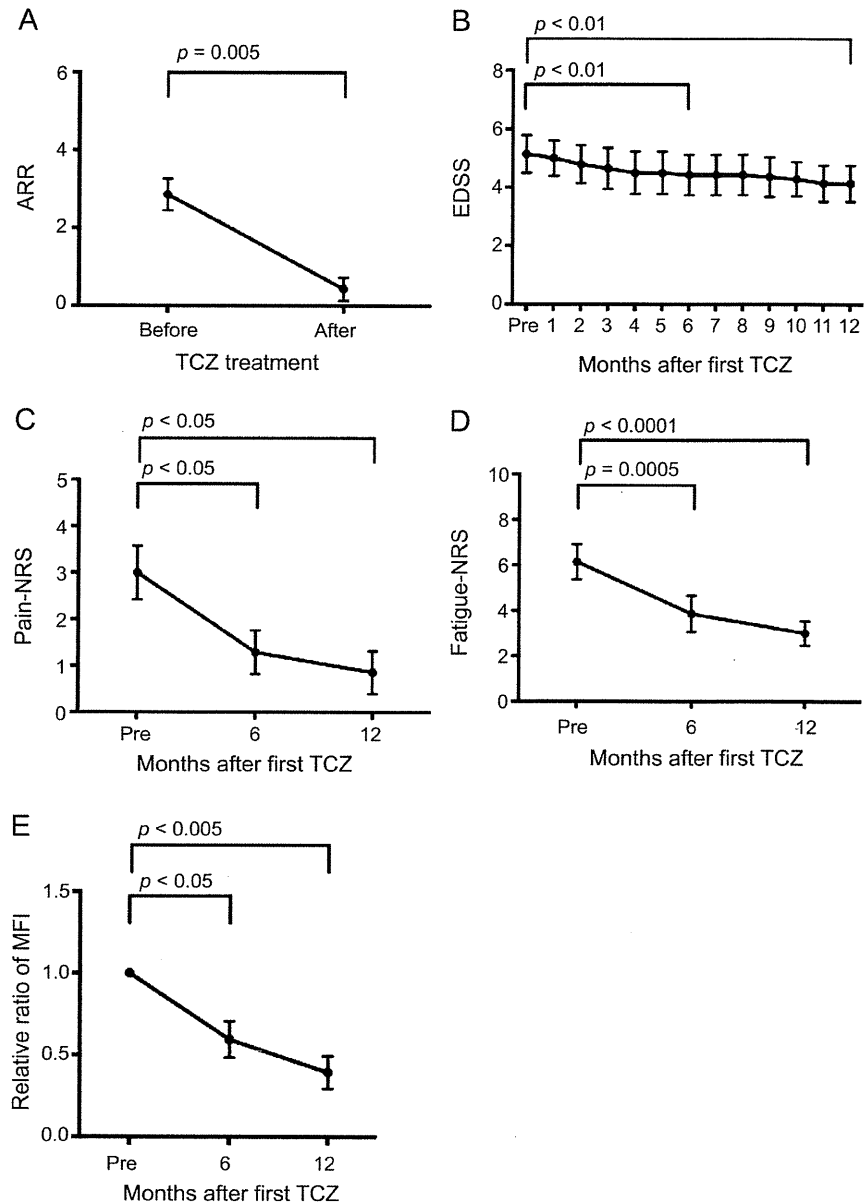 A
p = 0.005
6
4
2
0
ARR
Before After
TCZ treatment
B
p < 0.01
p < 0.01
8
6
4
2
0
EDSS
Pre 1 2 3 4 5 6 7 8 9 10 11 12
Months after first TCZ
C
p < 0.05
p < 0.05
5
4
3
2
1
0
Pain-NRS
Pre 6 12
Months after first TCZ
D
p < 0.0001
p = 0.0005
10
8
6
4
2
0
Fatigue-NRS
Pre 6 12
Months after first TCZ
E
p < 0.005
p < 0.05
1.5
1.0
0.5
0.0
Relative ratio of MFI
Pre 6 12
Months after first TCZ